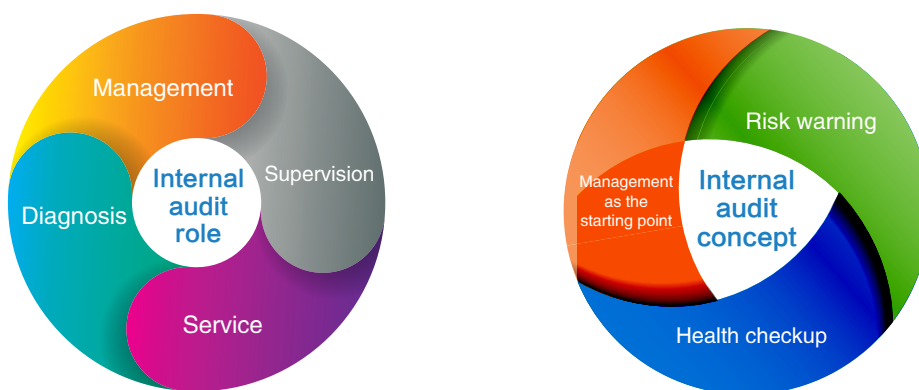 Management
Supervision
Internal
audit
role
Diagnosis
Service
Risk warning
Management
as the
starting point
Internal
audit
concept
Health checkup